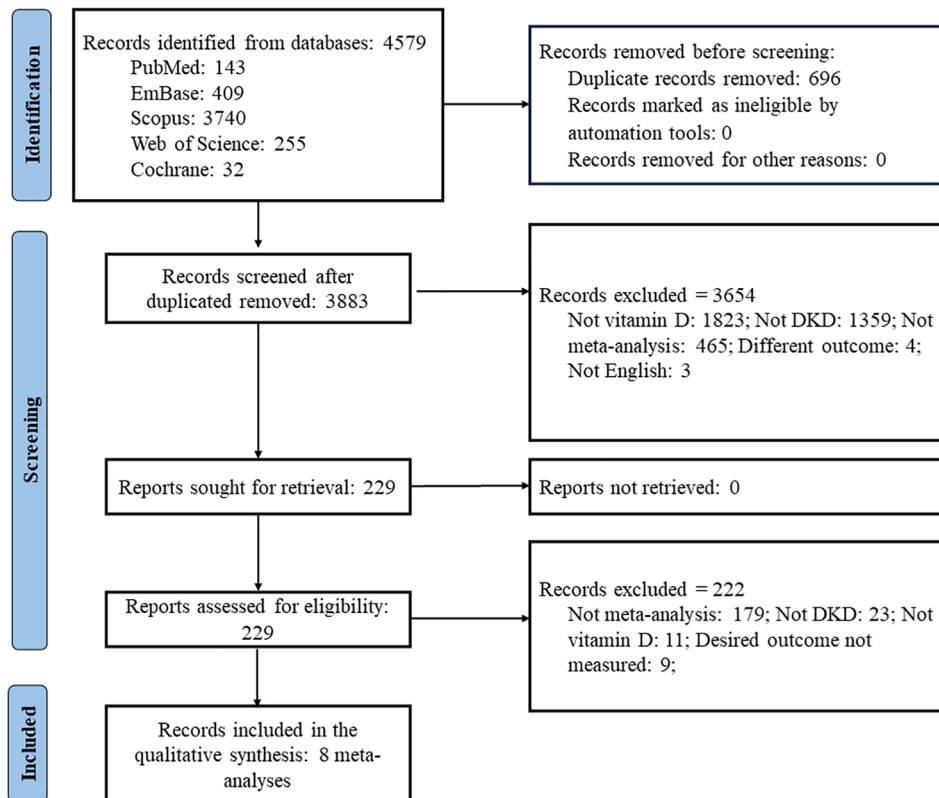 Identification
Records identified from databases: 4579
PubMed: 143
EmBase: 409
Scopus: 3740
Web of Science: 255
Cochrane: 32
Records removed before screening:
Duplicate records removed: 696
Records marked as ineligible by
automation tools: 0
Records removed for other reasons: 0
Screening
Records screened after
duplicated removed: 3883
Records excluded = 3654
Not vitamin D: 1823; Not DKD: 1359; Not
meta-analysis: 465; Different outcome: 4;
Not English: 3
Reports sought for retrieval: 229
Reports not retrieved: 0
Reports assessed for eligibility:
229
Records excluded = 222
Not meta-analysis: 179; Not DKD: 23; Not
vitamin D: 11; Desired outcome not
measured: 9;
Included
Records included in the
qualitative synthesis: 8 meta-
analyses